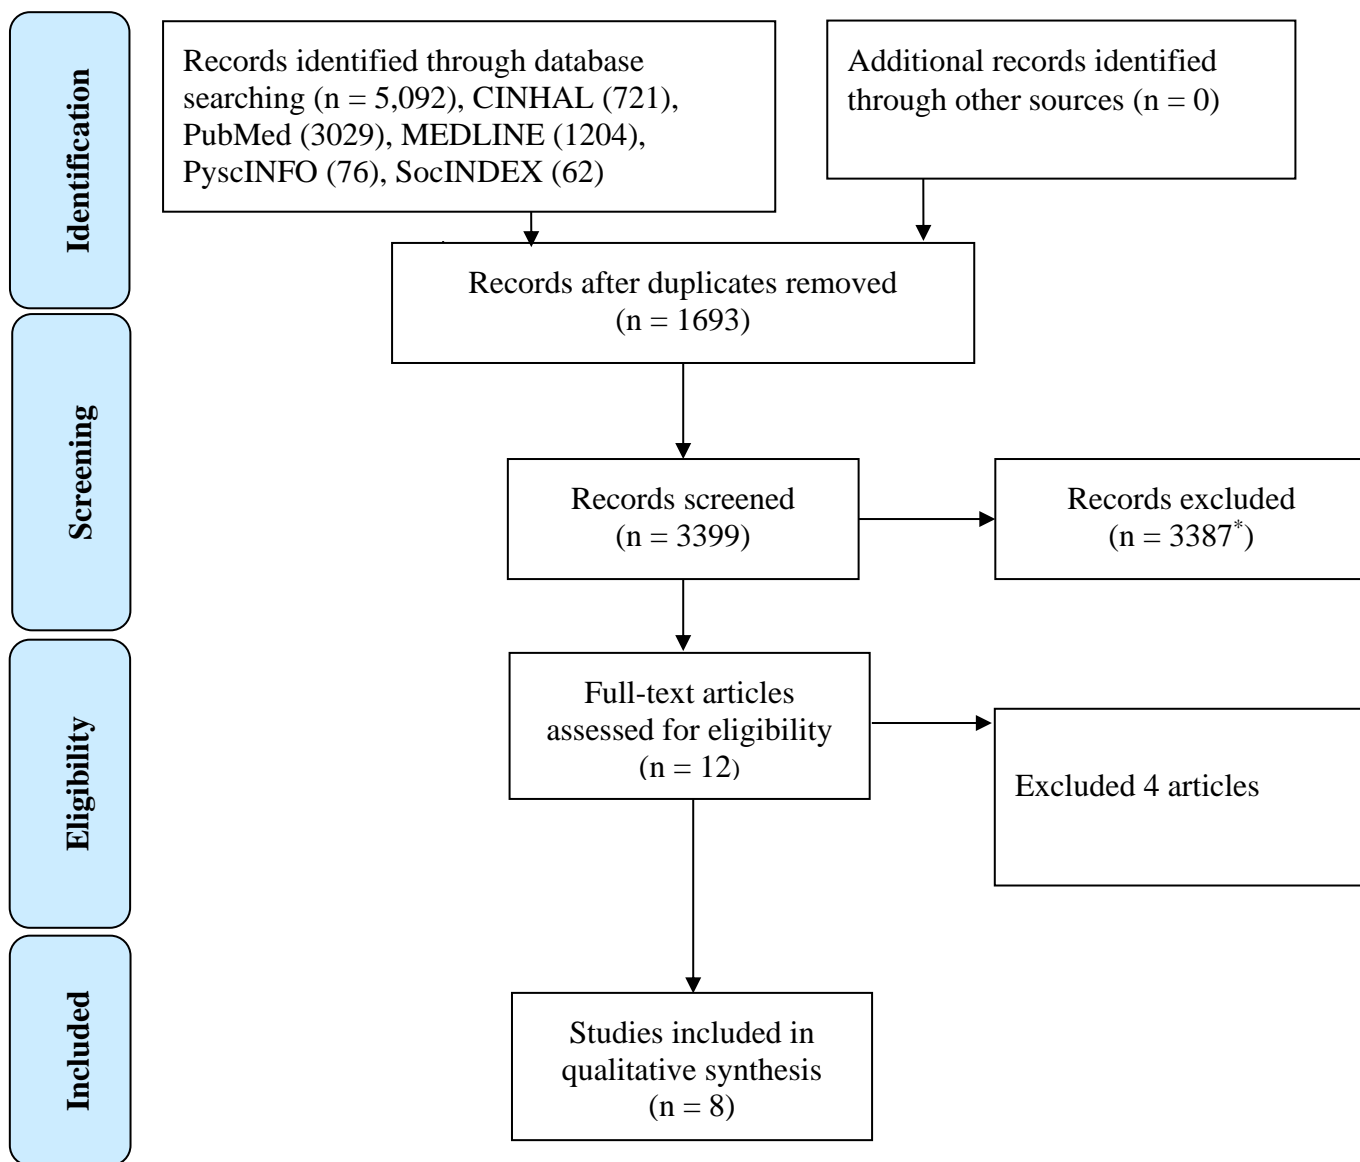 Identification
Records identified through database
searching (n = 5,092), CINHAL (721),
PubMed (3029), MEDLINE (1204),
PyscINFO (76), SocINDEX (62)
Additional records identified
through other sources (n = 0)
Records after duplicates removed
(n = 1693)
Screening
Records screened
(n = 3399)
Records excluded
(n = 3387*)
Eligibility
Full-text articles
assessed for eligibility
(n = 12)
Excluded 4 articles
Included
Studies included in
qualitative synthesis
(n = 8)